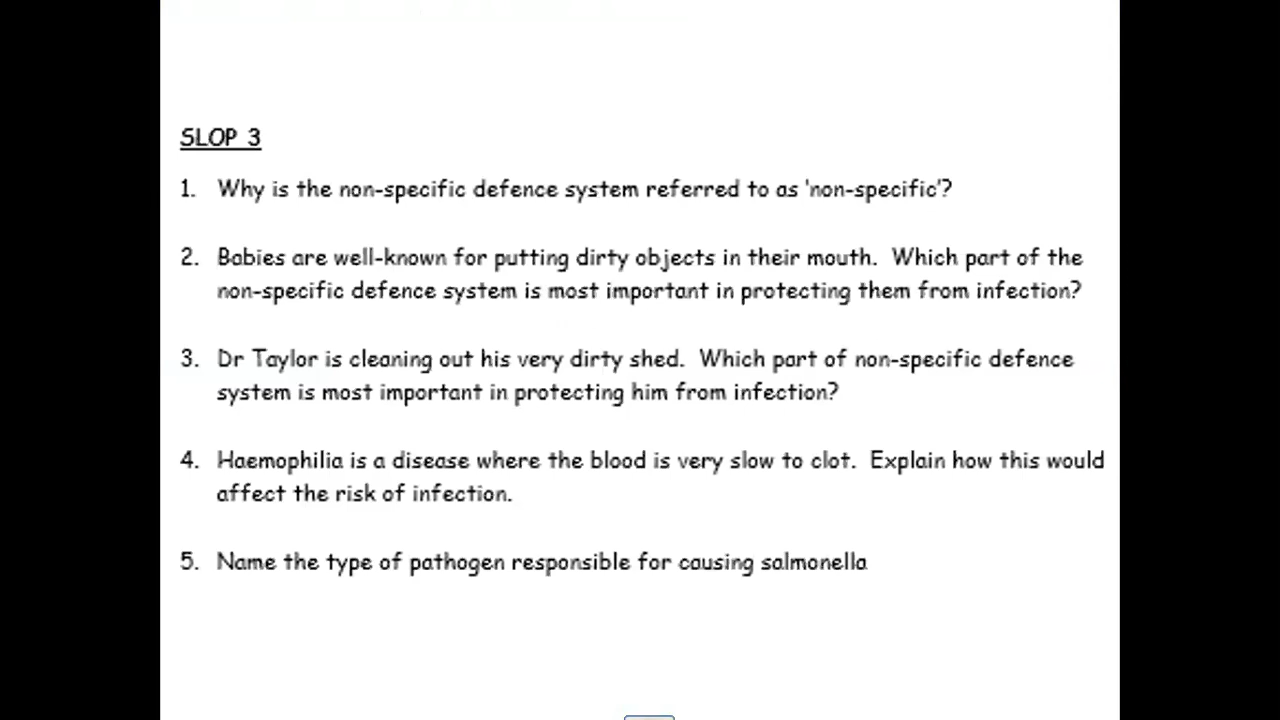 SLOP 3
1. Why is the non-specific defence system referred to as 'non-specific'?
2. Babies are well-known for putting dirty objects in their mouth. Which part of the
non-specific defence system is most important in protecting them from infection?
3. Dr Taylor is cleaning out his very dirty shed. Which part of non-specific defence
system is most important in protecting him from infection?
4. Haemophilia is a disease where the blood is very slow to clot. Explain how this would
affect the risk of infection.
5. Name the type of pathogen responsible for causing salmonella